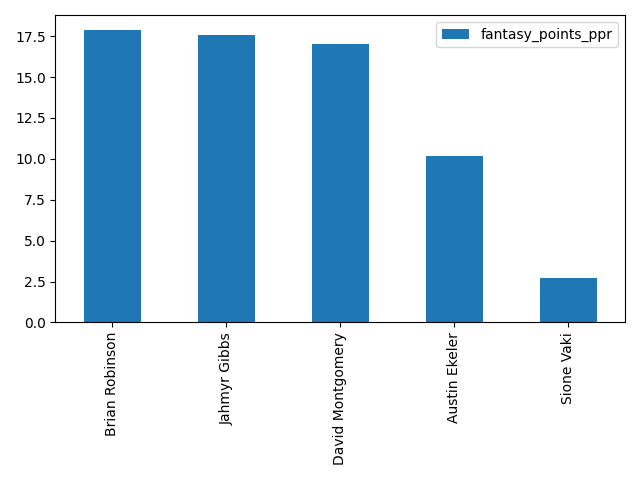 fantasy_points_ppr
17.5
15.0
12.5
10.0
7.5
5.0
2.5
0.0
Brian Robinson
Jahmyr Gibbs
David Montgomery
Austin Ekeler
Sione Vaki